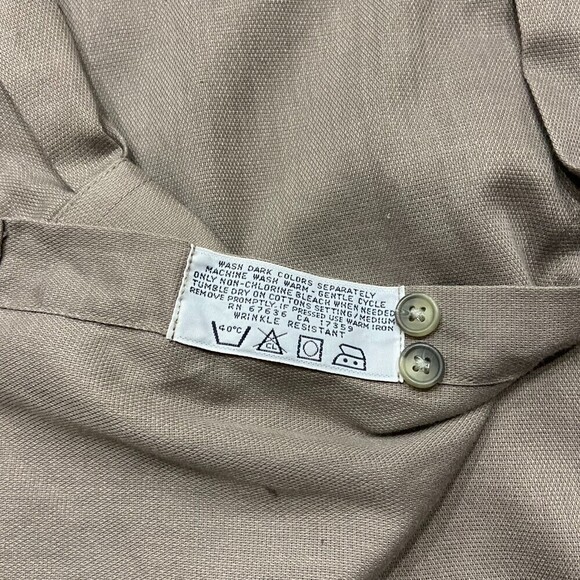 WASH DARK COLORS SEPARATELY
MACHINE WASH WARM - GENTLE CYCLE
ONLY NON-CHLORINE BLEACH WHEN NEEDED
TUMBLE DRY ON COTTONS SETTING/MEDIUM
REMOVE PROMPTLY. IF PRESSED USE WARM IRON
RN 67636 CA 17359
WRINKLE RESISTANT
40°C CL